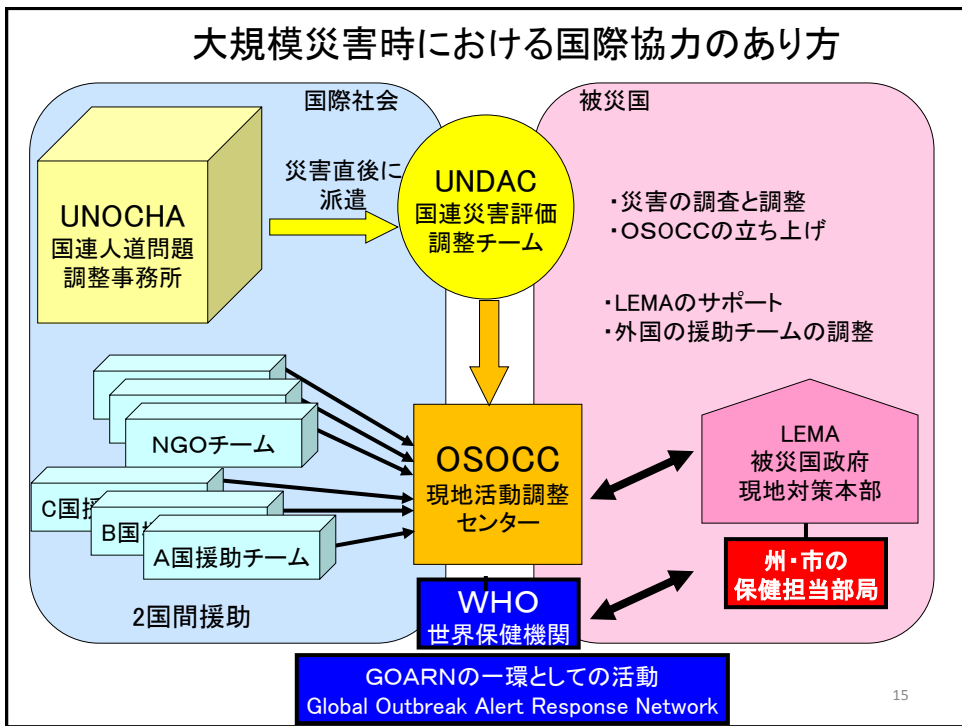 大規模災害時における国際協力のあり方
国際社会
被災国
UNOCHA
国連人道問題
調整事務所
災害直後に
派遣
UNDAC
国連災害評価
調整チーム
・災害の調査と調整
・OSOCCの立ち上げ
・LEMAのサポート
・外国の援助チームの調整
NGOチーム
C国援
B国
A国援助チーム
2国間援助
OSOCC
現地活動調整
センター
LEMA
被災国政府
現地対策本部
州・市の
保健担当部局
WHO
世界保健機関
GOARNの一環としての活動
Global Outbreak Alert Response Network
15